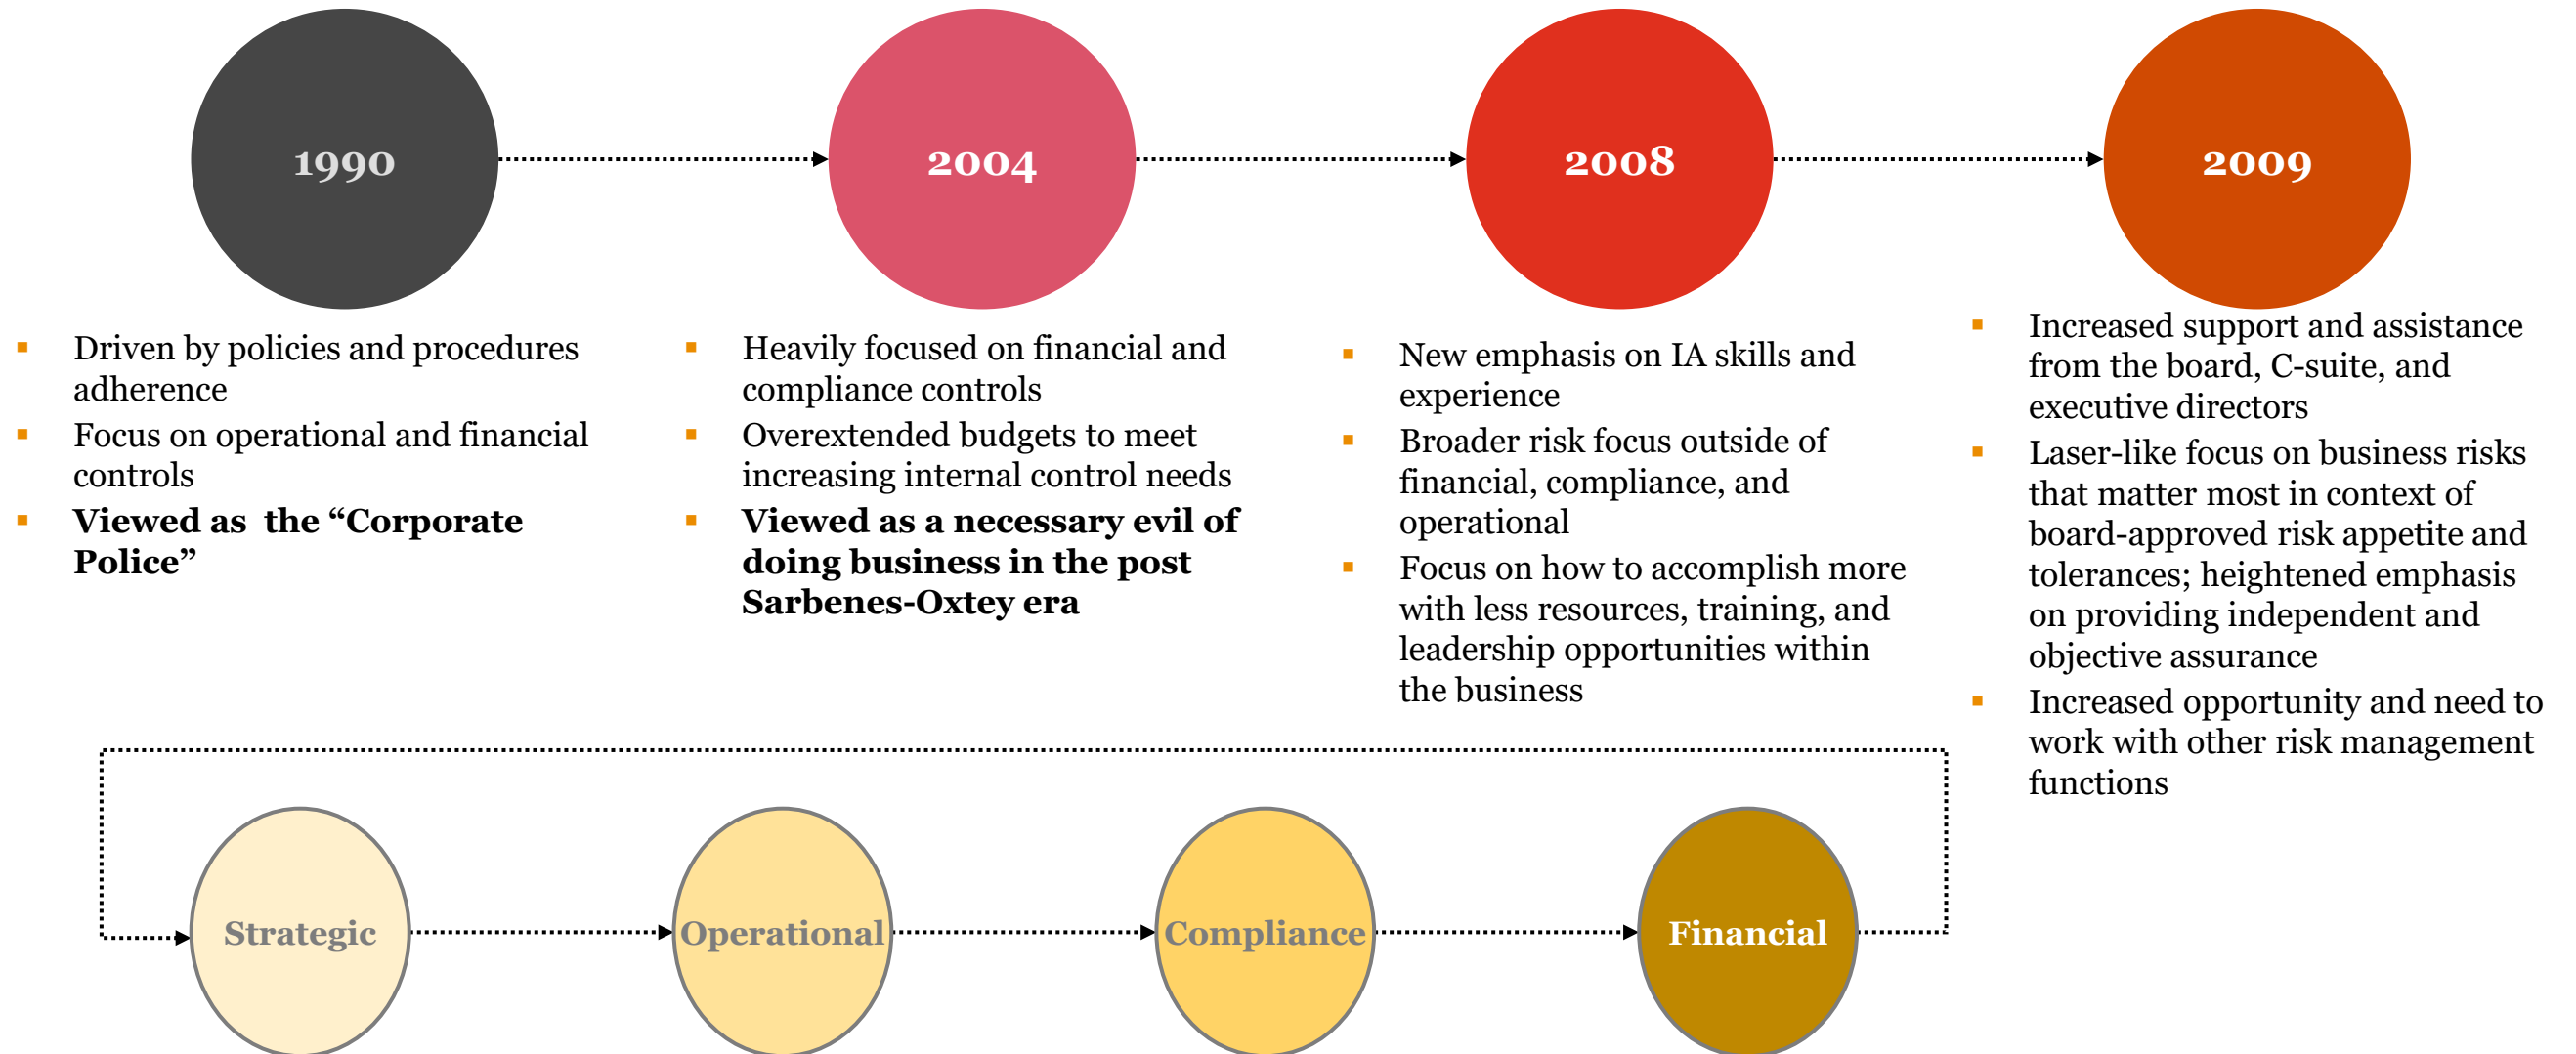 1990
2004
2008
2009
▪ Driven by policies and procedures
adherence
▪ Focus on operational and financial
controls
▪ Viewed as  the “Corporate
Police”
▪ Heavily focused on financial and
compliance controls
▪ Overextended budgets to meet
increasing internal control needs
▪ Viewed as a necessary evil of
doing business in the post
Sarbenes-Oxtey era
▪ New emphasis on IA skills and
experience
▪ Broader risk focus outside of
financial, compliance, and
operational
▪ Focus on how to accomplish more
with less resources, training, and
leadership opportunities within
the business
▪ Increased support and assistance
from the board, C-suite, and
executive directors
▪ Laser-like focus on business risks
that matter most in context of
board-approved risk appetite and
tolerances; heightened emphasis
on providing independent and
objective assurance
▪ Increased opportunity and need to
work with other risk management
functions
Strategic
Operational
Compliance
Financial